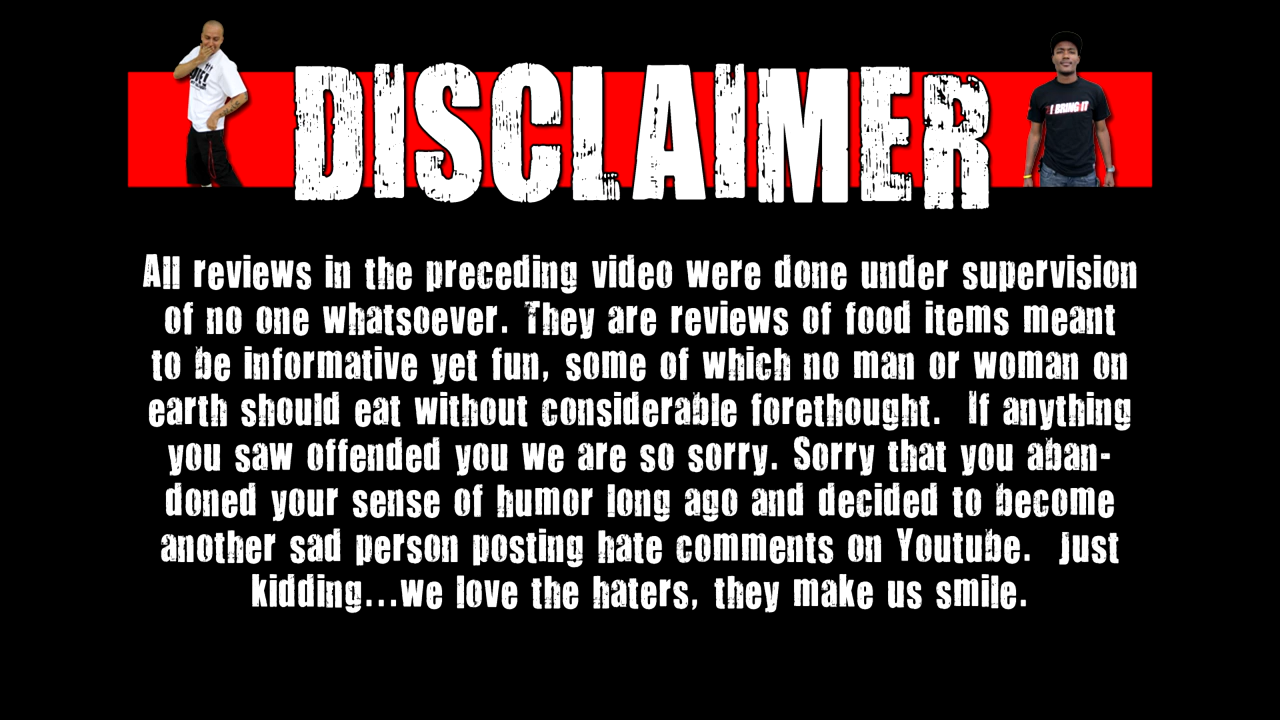 DISCLAIMER
I BRING IT
All reviews in the preceding video were done under supervision
of no one whatsoever. They are reviews of food items meant
to be informative yet fun, some of which no man or woman on
earth should eat without considerable forethought. If anything
you saw offended you we are so sorry. Sorry that you aban-
doned your sense of humor long ago and decided to become
another sad person posting hate comments on Youtube. Just
kidding...we love the haters, they make us smile.